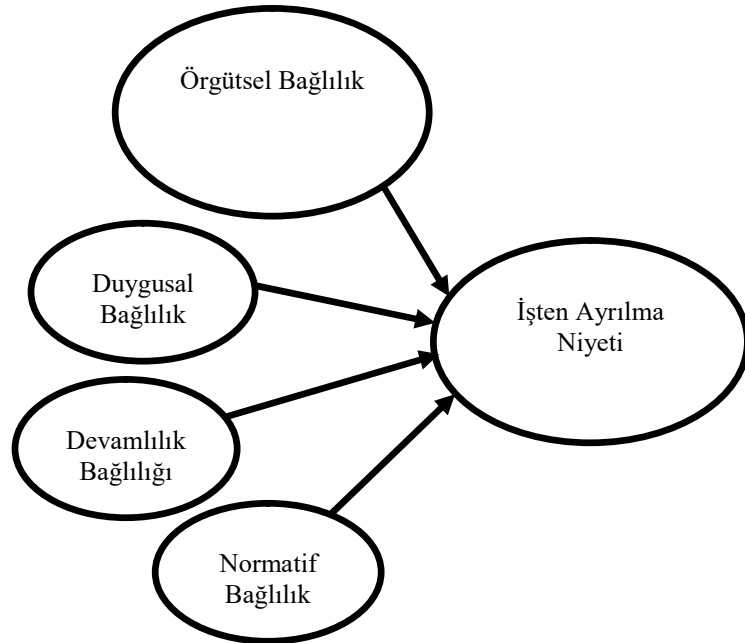 Örgütsel Bağlılık
Duygusal
Bağlılık
İşten Ayrılma
Niyeti
Devamlılık
Bağlılığı
Normatif
Bağlılık